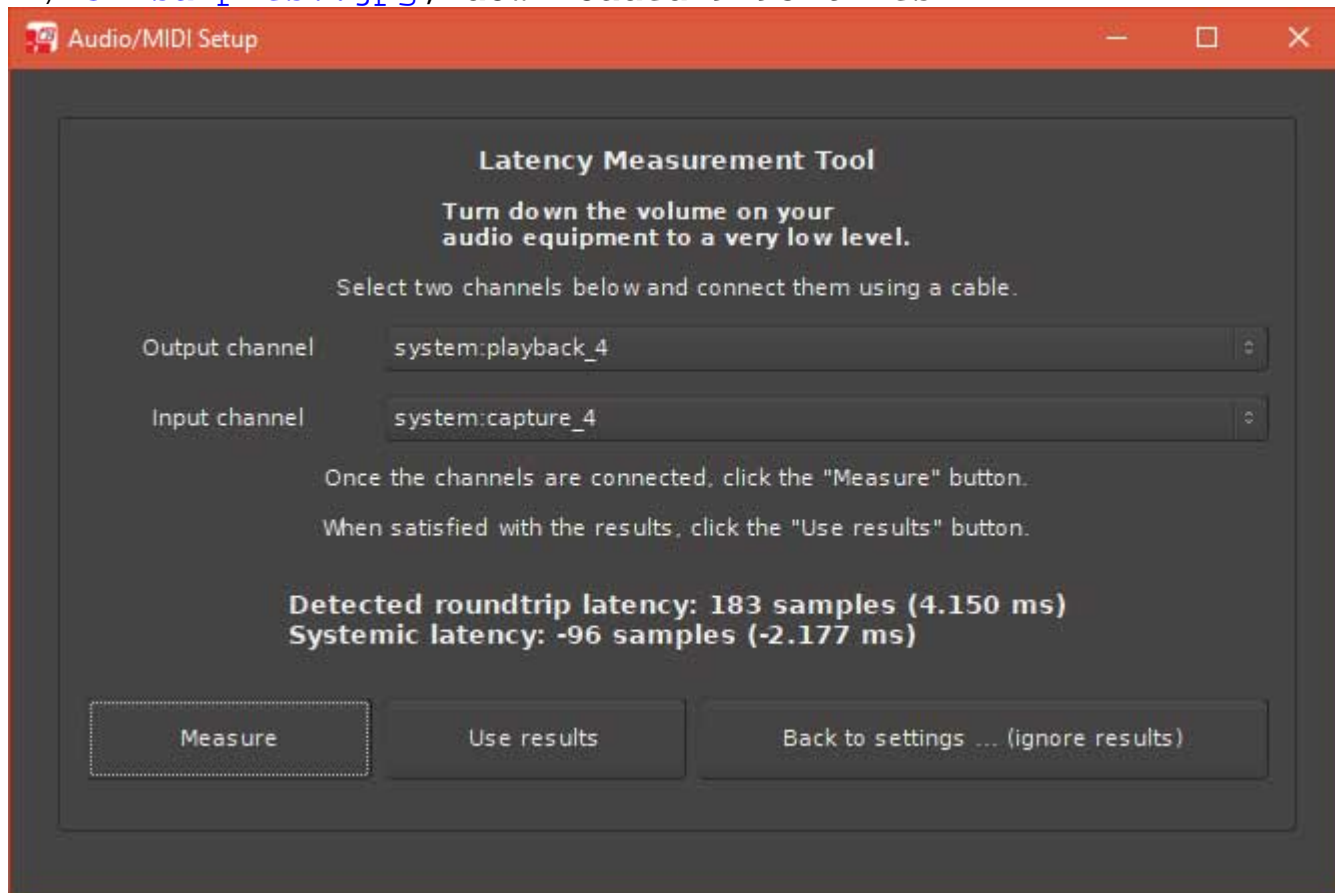 Audio/MIDI Setup
Latency Measurement Tool
Turn down the volume on your
audio equipment to a very low level.
Select two channels below and connect them using a cable.
Output channel system:playback_4
Input channel system:capture_4
Once the channels are connected, click the "Measure" button.
When satisfied with the results, click the "Use results" button.
Detected roundtrip latency: 183 samples (4.150 ms)
Systemic latency: -96 samples (-2.177 ms)
Measure Use results Back to settings ... (ignore results)